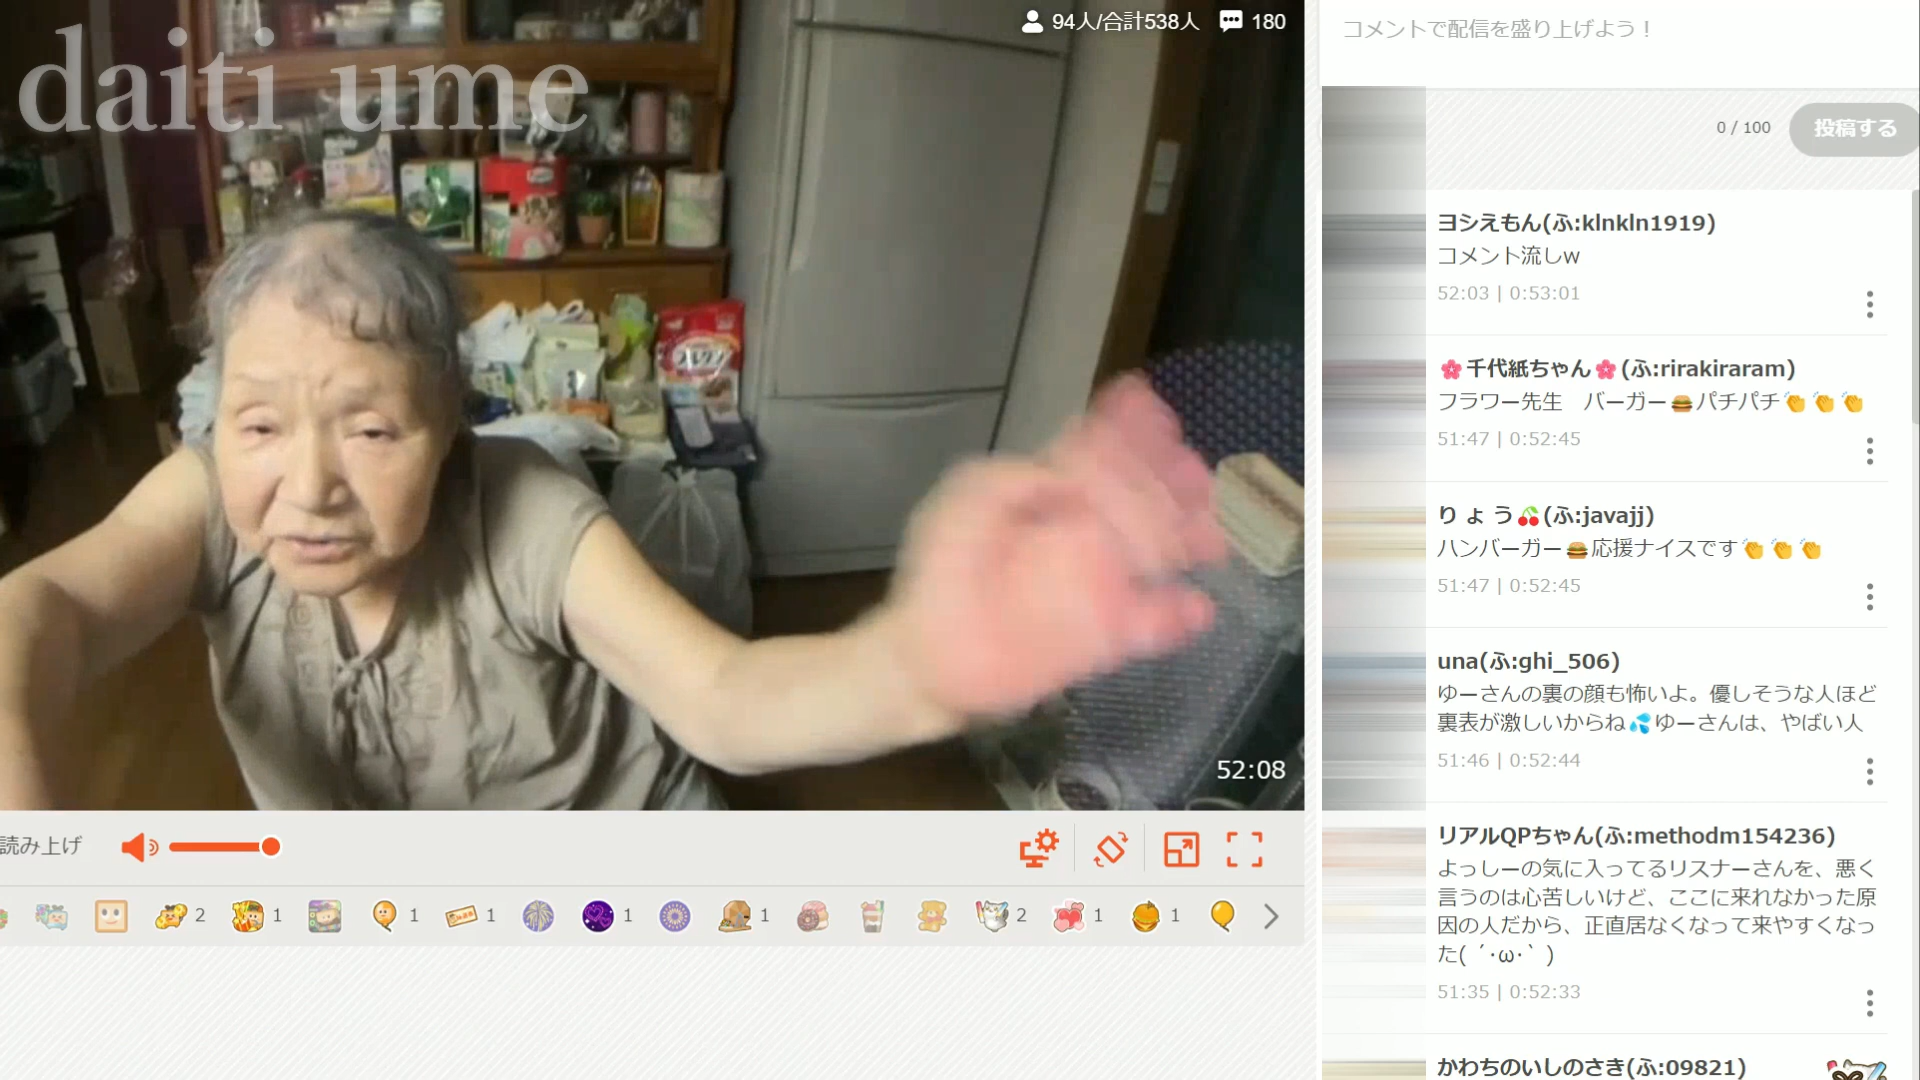 daiti ume
94人/合計538人 180
52:08
読み上げ
2
1
1
1
1
1
2
1
1
コメントで配信を盛り上げよう！
0 / 100
投稿する
ヨシえもん(ふ:klnkln1919)
コメント流しw
52:03 | 0:53:01
🌸千代紙ちゃん🌸(ふ:rirakiraram)
フラワー先生　バーガー🍔パチパチ👏👏👏
51:47 | 0:52:45
り ょ う🍒(ふ:javajj)
ハンバーガー🍔応援ナイスです👏👏👏
51:47 | 0:52:45
una(ふ:ghi_506)
ゆーさんの裏の顔も怖いよ。優しそうな人ほど
裏表が激しいからね💦ゆーさんは、やばい人
51:46 | 0:52:44
リアルQPちゃん(ふ:methodm154236)
よっしーの気に入ってるリスナーさんを、悪く
言うのは心苦しいけど、ここに来れなかった原
因の人だから、正直居なくなって来やすくなっ
た( ´･ω･` )
51:35 | 0:52:33
かわちのいしのさき(ふ:09821)